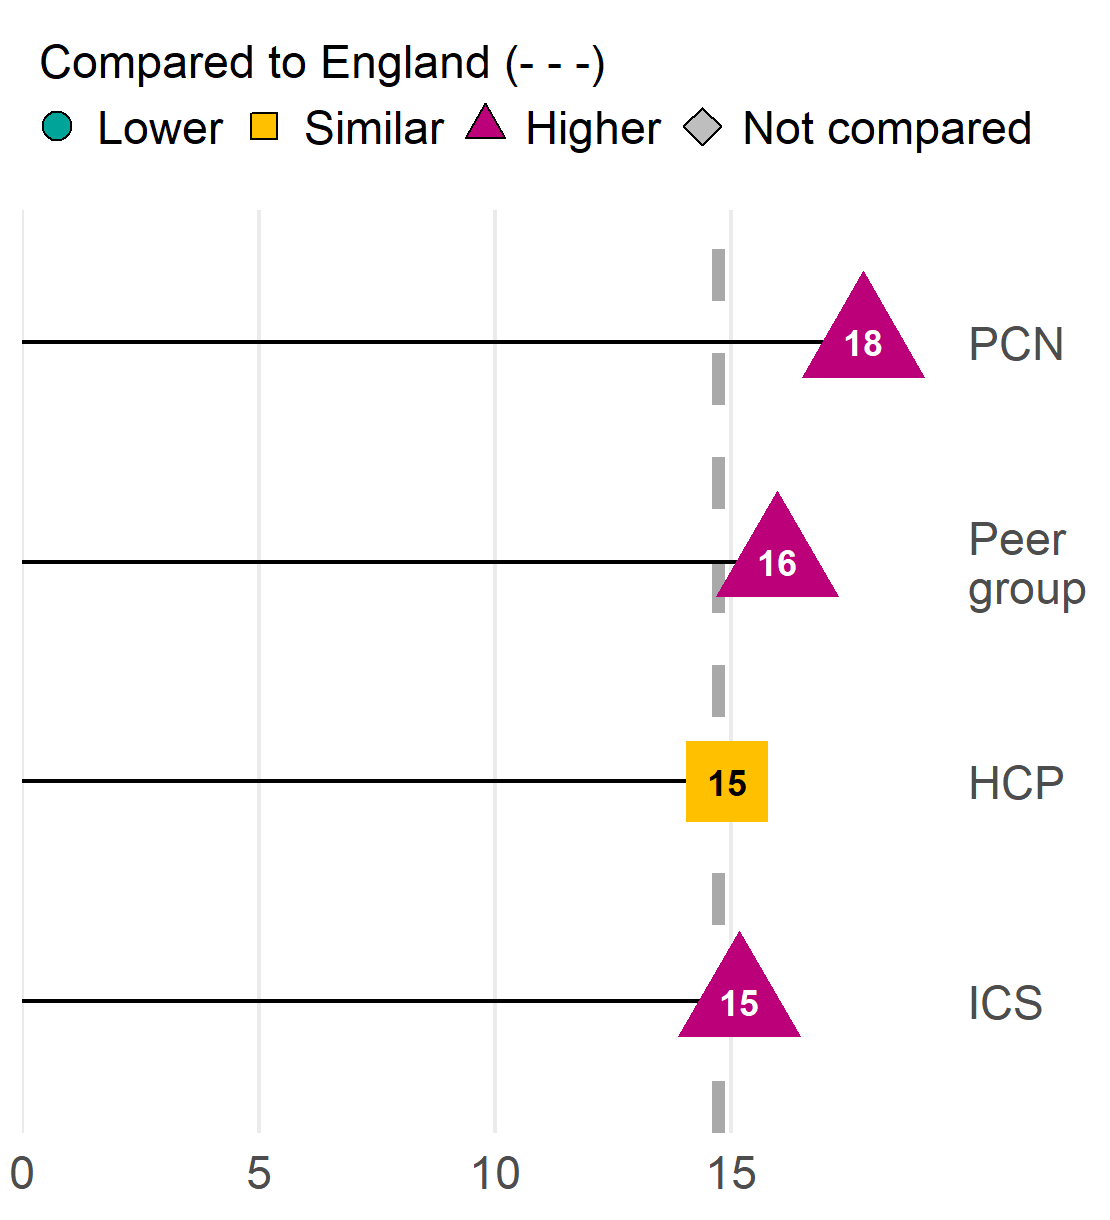 Compared to England (- - -)
Lower Similar Higher Not compared
18 PCN
16 Peer
group
15 HCP
15 ICS
0 5 10 15